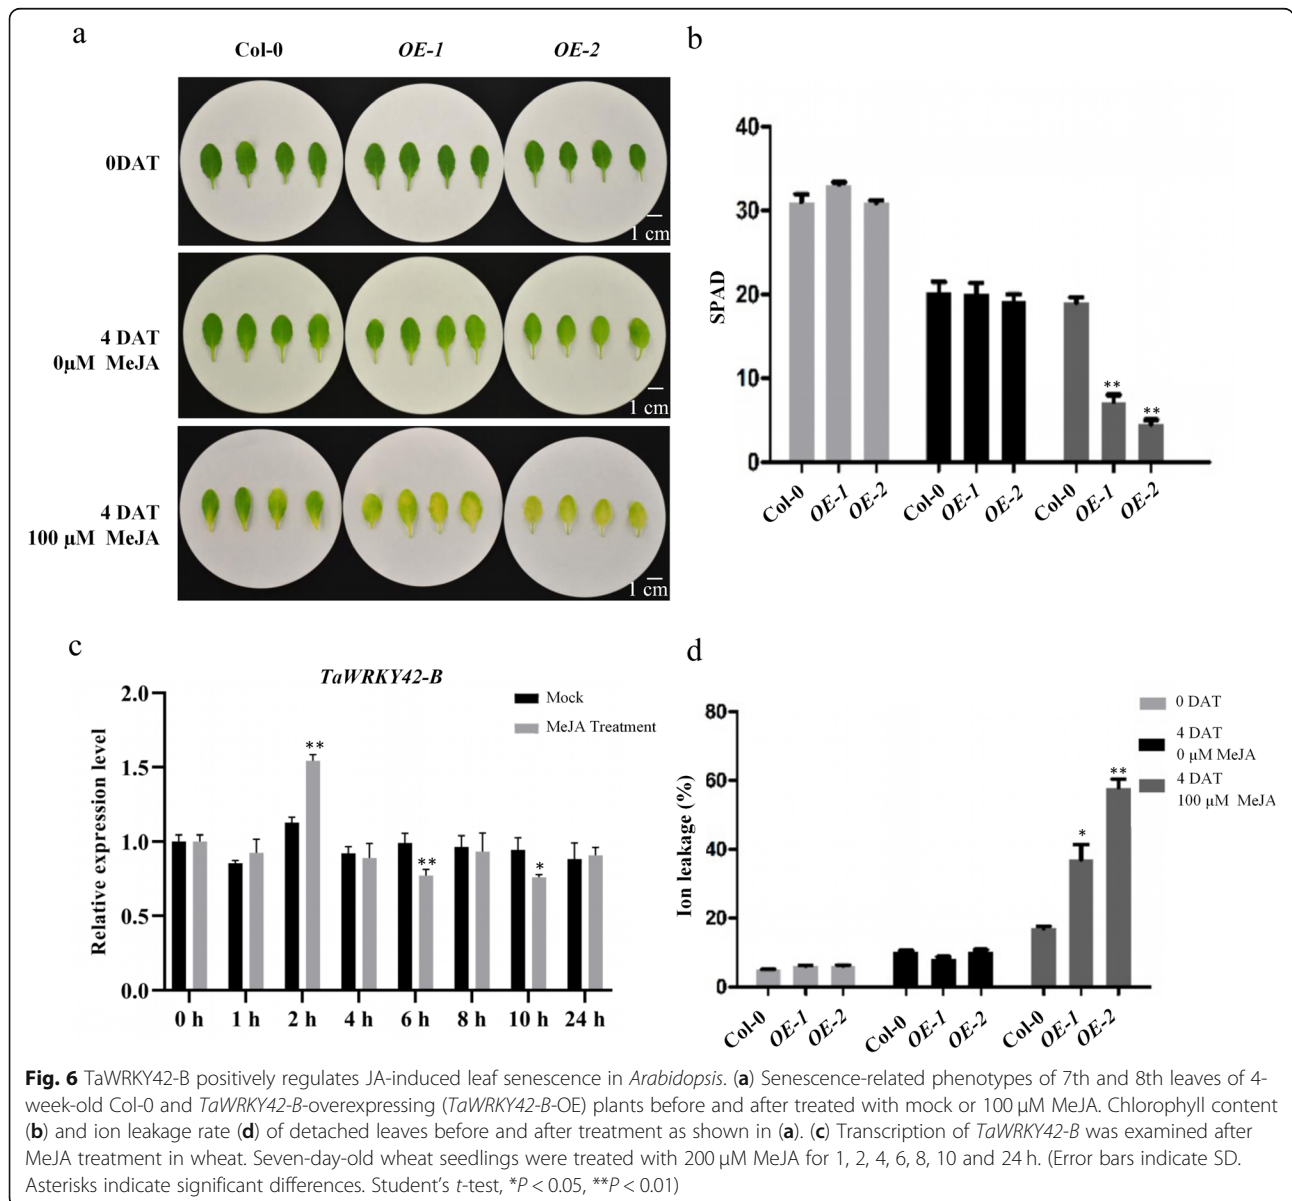 a
Col-0 OE-1 OE-2
0DAT
1 cm
4 DAT
0μM MeJA
1 cm
4 DAT
100 μM MeJA
1 cm
b
SPAD
40
30
20
10
0
Col-0 OE-1 OE-2 Col-0 OE-1 OE-2 Col-0 OE-1 OE-2
** **
c
TaWRKY42-B
Mock
MeJA Treatment
Relative expression level
2.0
1.5
1.0
0.5
0.0
** ** *
0 h 1 h 2 h 4 h 6 h 8 h 10 h 24 h
d
0 DAT
4 DAT
0 μM MeJA
4 DAT
100 μM MeJA
Ion leakage (%)
80
60
40
20
0
* **
Col-0 OE-1 OE-2 Col-0 OE-1 OE-2 Col-0 OE-1 OE-2
Fig. 6 TaWRKY42-B positively regulates JA-induced leaf senescence in Arabidopsis. (a) Senescence-related phenotypes of 7th and 8th leaves of 4-
week-old Col-0 and TaWRKY42-B-overexpressing (TaWRKY42-B-OE) plants before and after treated with mock or 100 μM MeJA. Chlorophyll content
(b) and ion leakage rate (d) of detached leaves before and after treatment as shown in (a). (c) Transcription of TaWRKY42-B was examined after
MeJA treatment in wheat. Seven-day-old wheat seedlings were treated with 200 μM MeJA for 1, 2, 4, 6, 8, 10 and 24 h. (Error bars indicate SD.
Asterisks indicate significant differences. Student's t-test, *P < 0.05, **P < 0.01)